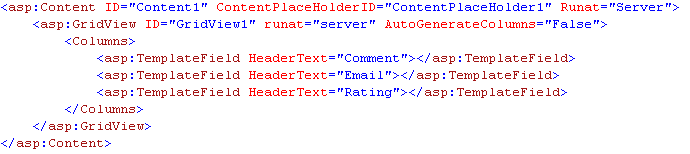 <asp:Content ID="Content1" ContentPlaceHolderID="ContentPlaceHolder1" Runat="Server">
<asp:GridView ID="GridView1" runat="server" AutoGenerateColumns="False">
<Columns>
<asp:TemplateField HeaderText="Comment"></asp:TemplateField>
<asp:TemplateField HeaderText="Email"></asp:TemplateField>
<asp:TemplateField HeaderText="Rating"></asp:TemplateField>
</Columns>
</asp:GridView>
</asp:Content>